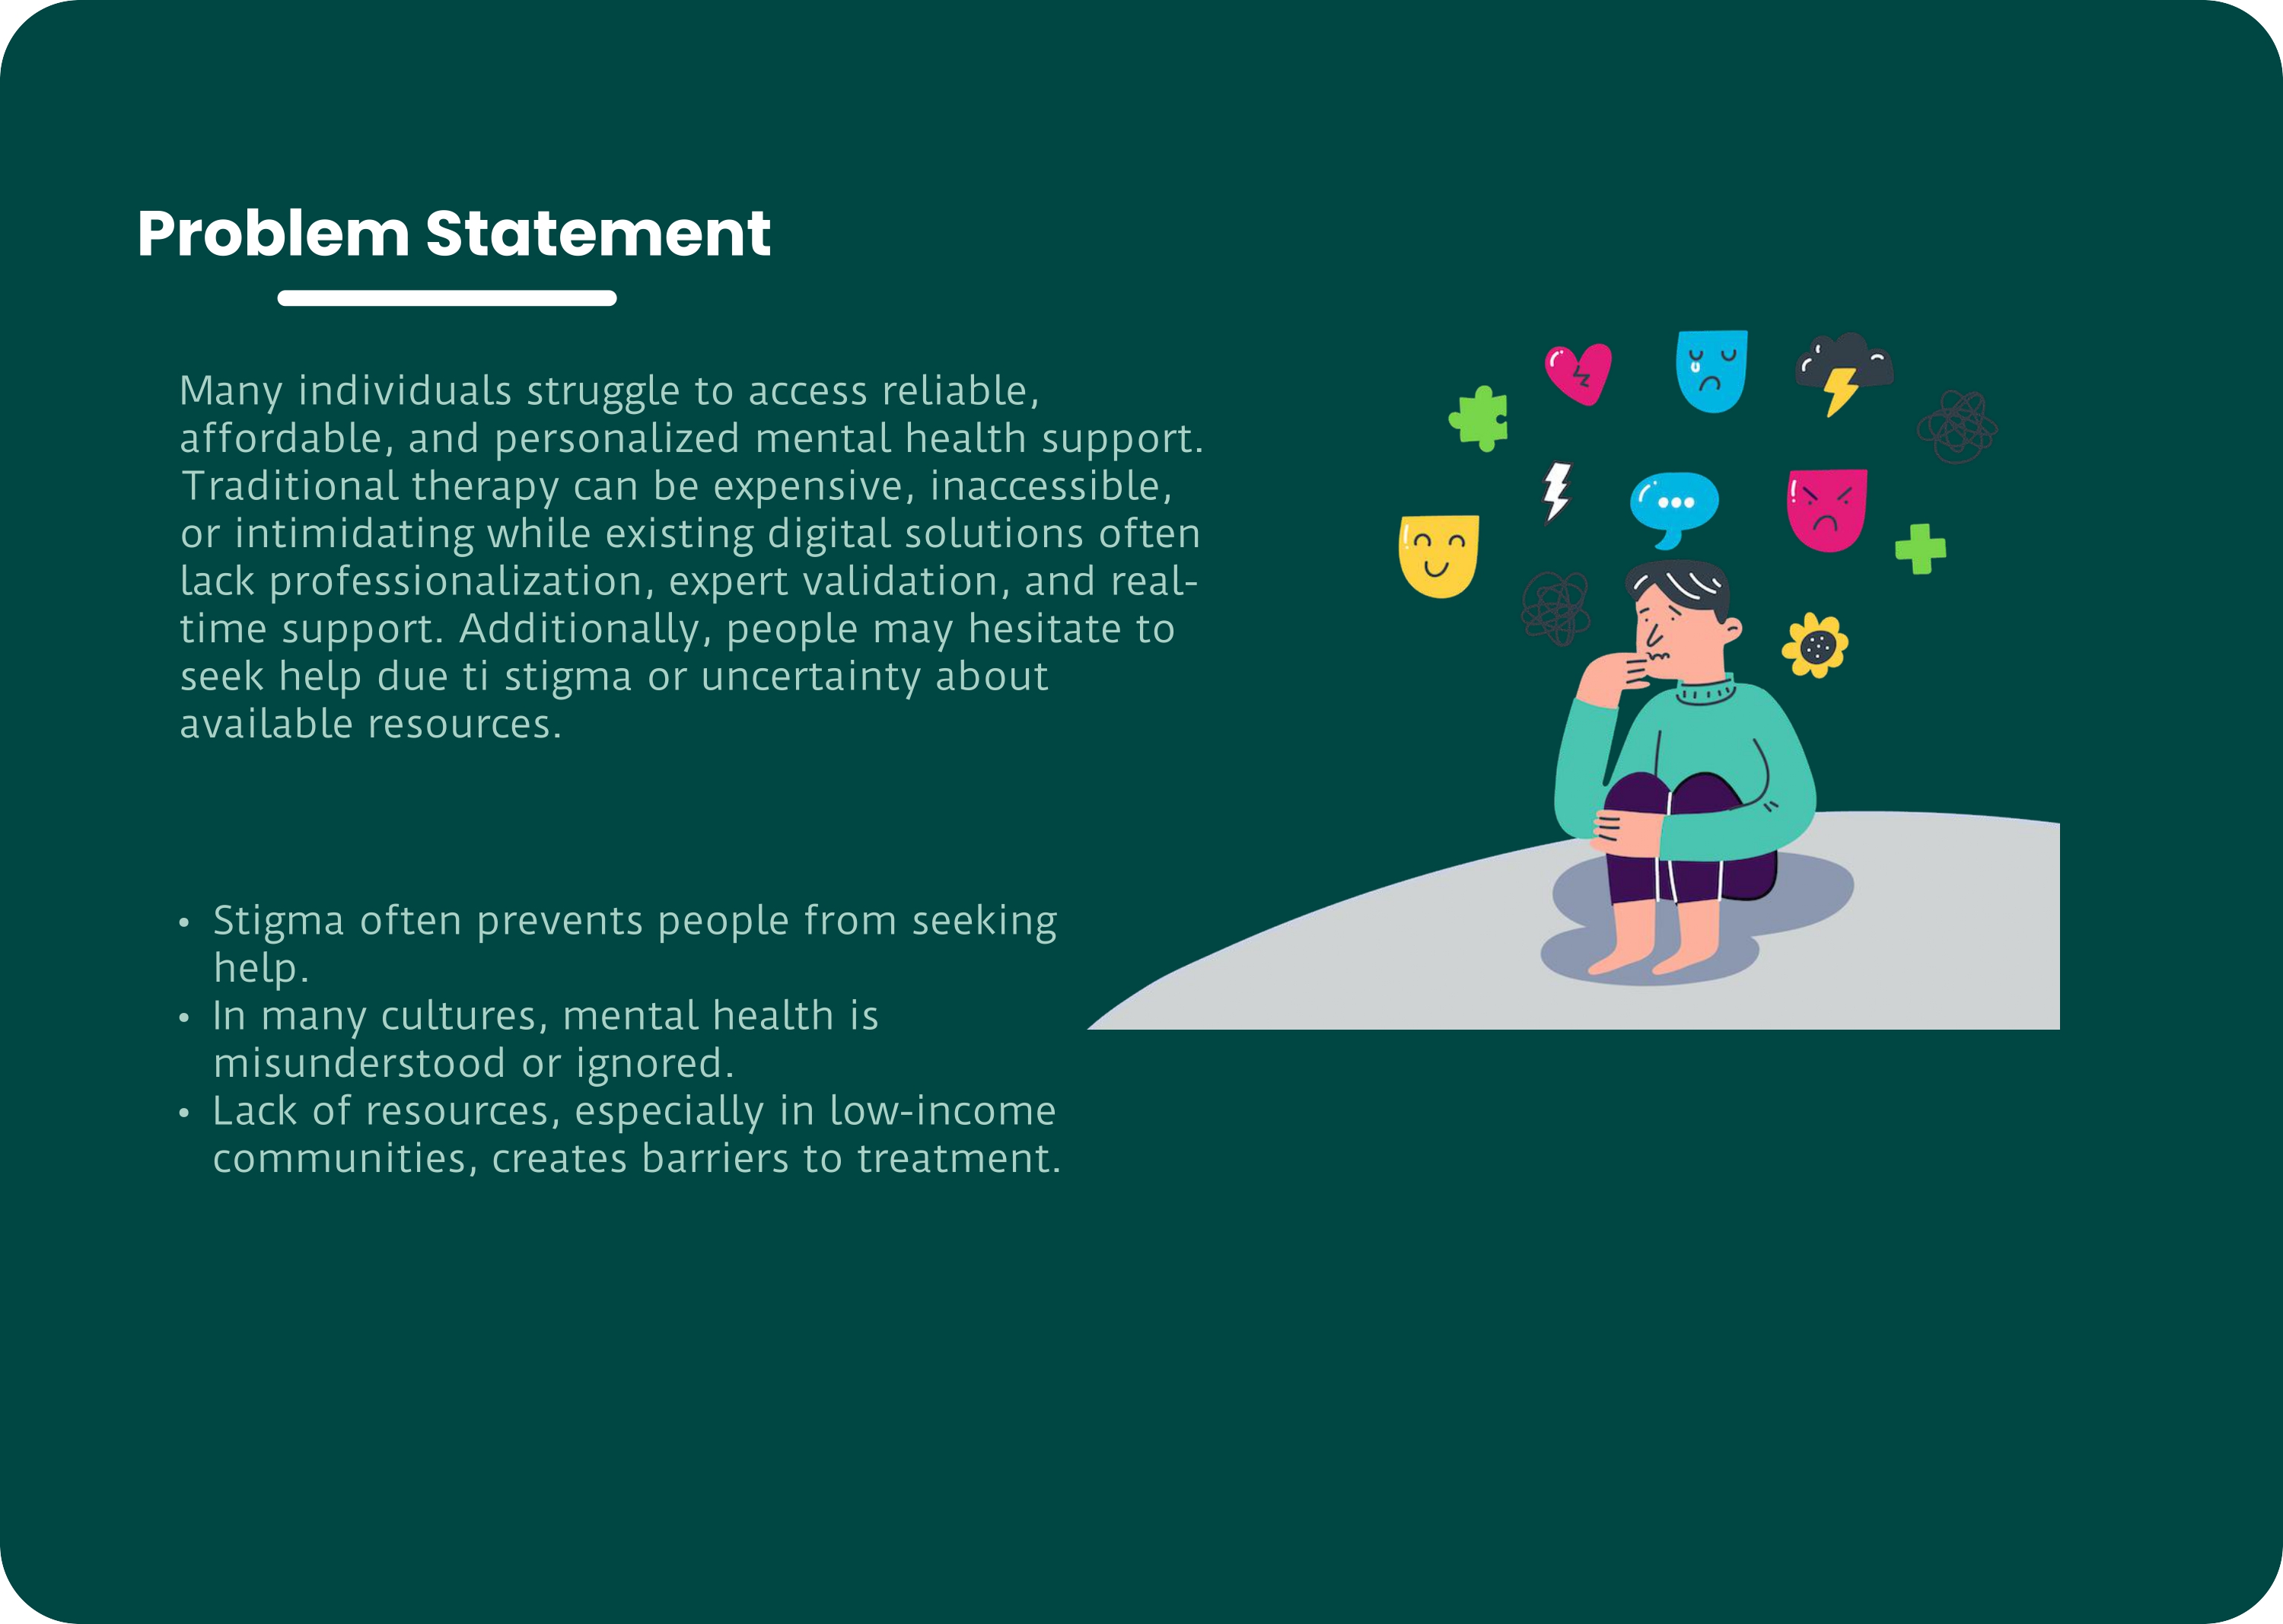 Problem Statement
Many individuals struggle to access reliable,
affordable, and personalized mental health support.
Traditional therapy can be expensive, inaccessible,
or intimidating while existing digital solutions often
lack professionalization, expert validation, and real-
time support. Additionally, people may hesitate to
seek help due ti stigma or uncertainty about
available resources.
• Stigma often prevents people from seeking
help.
• In many cultures, mental health is
misunderstood or ignored.
• Lack of resources, especially in low-income
communities, creates barriers to treatment.